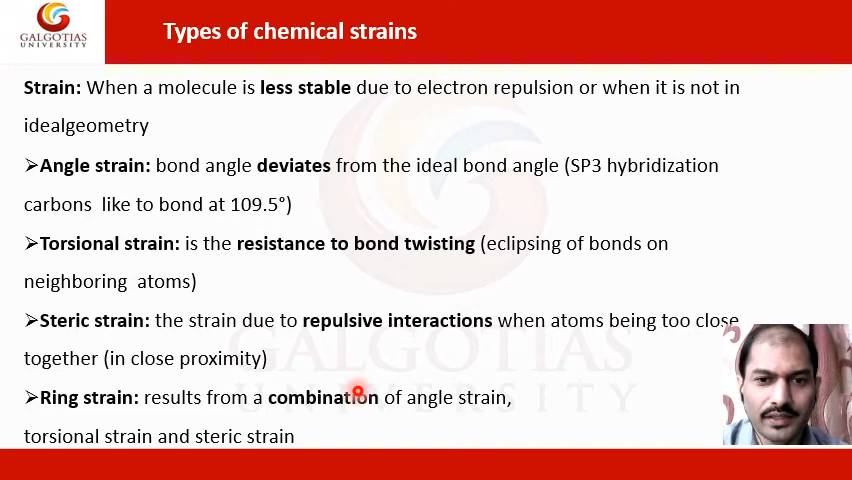 GALGOTIAS
UNIVERSITY
Types of chemical strains
Strain: When a molecule is less stable due to electron repulsion or when it is not in
idealgeometry
➢Angle strain: bond angle deviates from the ideal bond angle (SP3 hybridization
carbons like to bond at 109.5°)
➢Torsional strain: is the resistance to bond twisting (eclipsing of bonds on
neighboring atoms)
➢Steric strain: the strain due to repulsive interactions when atoms being too close
together (in close proximity)
➢Ring strain: results from a combination of angle strain,
torsional strain and steric strain
GALGOTIAS
UNIVERSITY